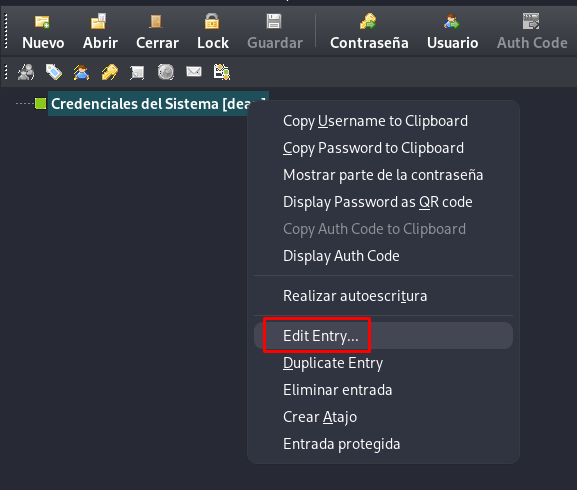 Nuevo Abrir Cerrar Lock Guardar Contraseña Usuario Auth Code
Credenciales del Sistema
Copy Username to Clipboard
Copy Password to Clipboard
Mostrar parte de la contraseña
Display Password as QR code
Copy Auth Code to Clipboard
Display Auth Code
Realizar autoescritura
Edit Entry...
Duplicate Entry
Eliminar entrada
Crear Atajo
Entrada protegida